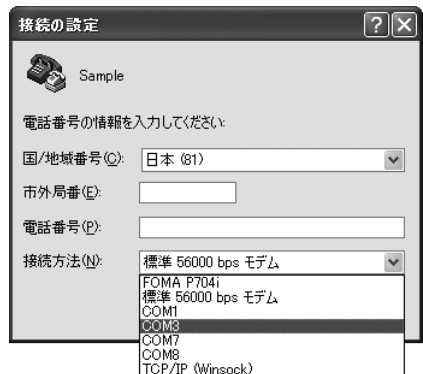 接続の設定
Sample
電話番号の情報を入力してください:
国/地域番号(C): 日本 (81)
市外局番(E):
電話番号(P):
接続方法(N): 標準 56000 bps モデム
FOMA P704i
標準 56000 bps モデム
COM1
COM3
COM7
COM8
TCP/IP (Winsock)